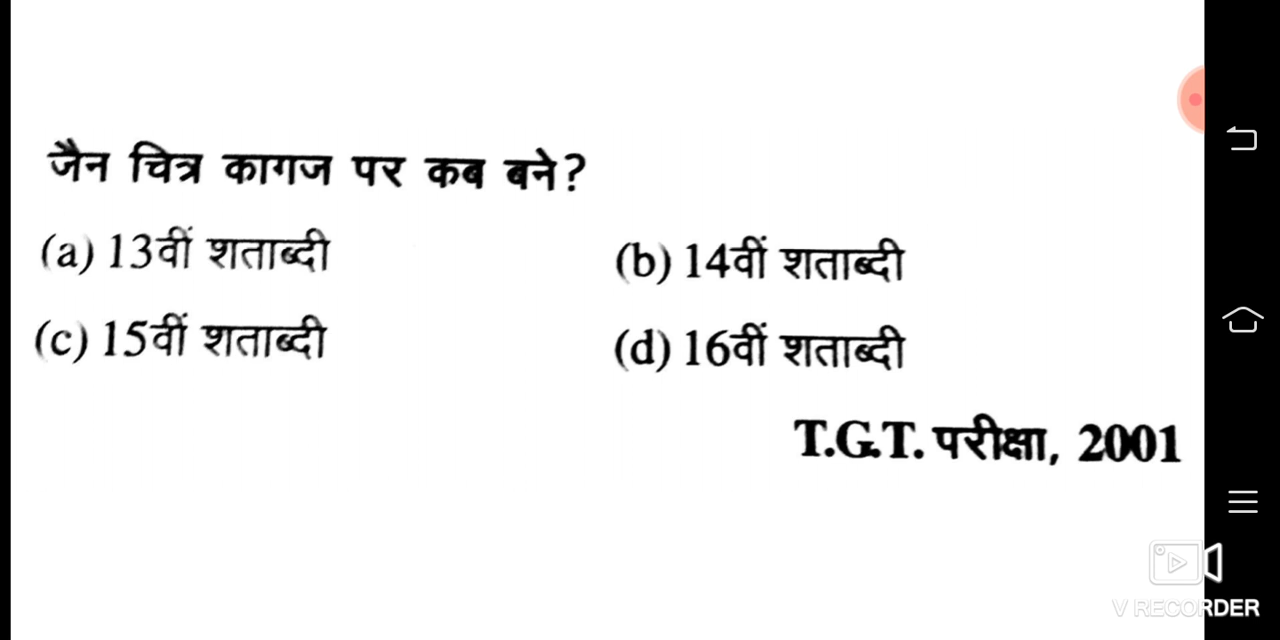 जैन चित्र कागज पर कब बने?
(a) 13वीं शताब्दी (b) 14वीं शताब्दी
(c) 15वीं शताब्दी (d) 16वीं शताब्दी
T.G.T. परीक्षा, 2001
V RECORDER